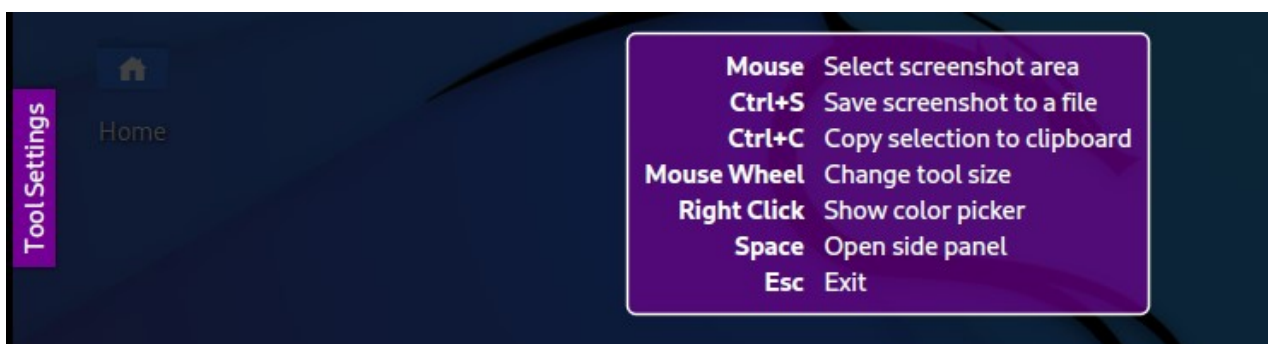 Tool Settings
Home
Mouse Select screenshot area
Ctrl+S Save screenshot to a file
Ctrl+C Copy selection to clipboard
Mouse Wheel Change tool size
Right Click Show color picker
Space Open side panel
Esc Exit